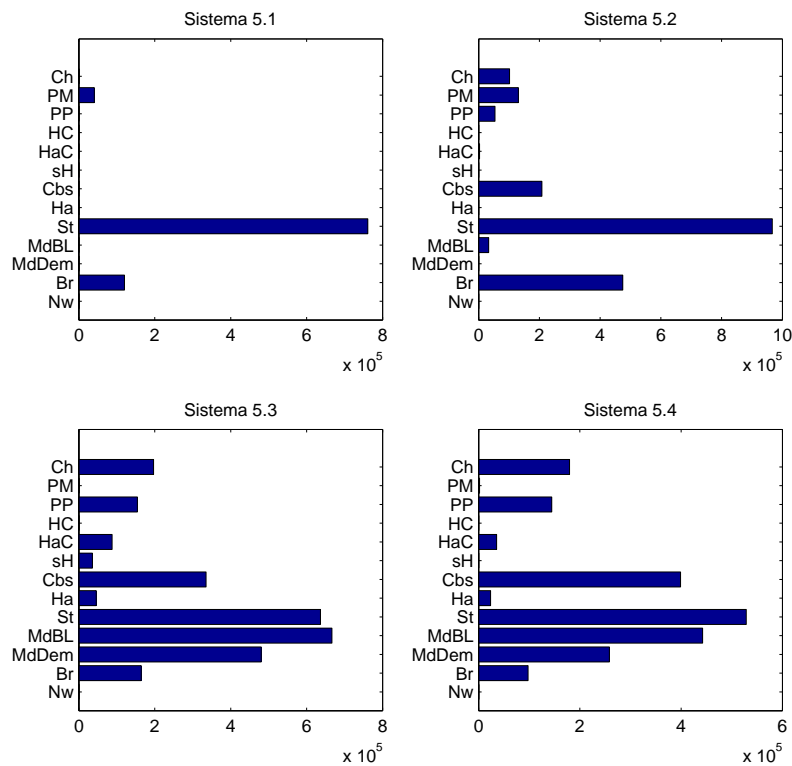 Sistema 5.1
Ch
PM
PP
HC
HaC
sH
Cbs
Ha
St
MdBL
MdDem
Br
Nw
0 2 4 6 8
x 10^5
Sistema 5.2
Ch
PM
PP
HC
HaC
sH
Cbs
Ha
St
MdBL
MdDem
Br
Nw
0 2 4 6 8 10
x 10^5
Sistema 5.3
Ch
PM
PP
HC
HaC
sH
Cbs
Ha
St
MdBL
MdDem
Br
Nw
0 2 4 6 8
x 10^5
Sistema 5.4
Ch
PM
PP
HC
HaC
sH
Cbs
Ha
St
MdBL
MdDem
Br
Nw
0 2 4 6
x 10^5